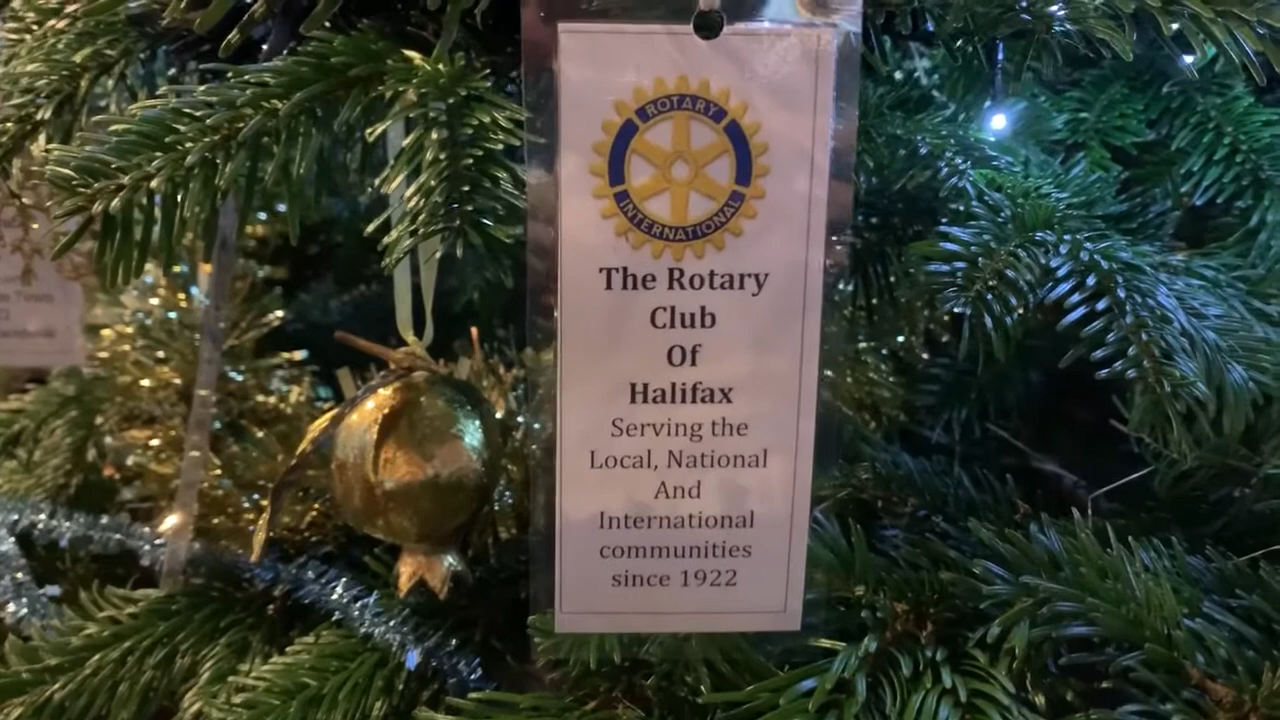 ROTARY
INTERNATIONAL
The Rotary
Club
Of
Halifax
Serving the
Local, National
And
International
communities
since 1922